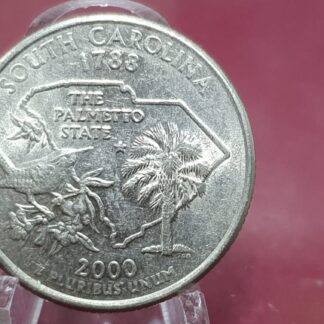 SOUTH CAROLINA
1788
THE
PALMETTO
STATE
2000
E PLURIBUS UNUM